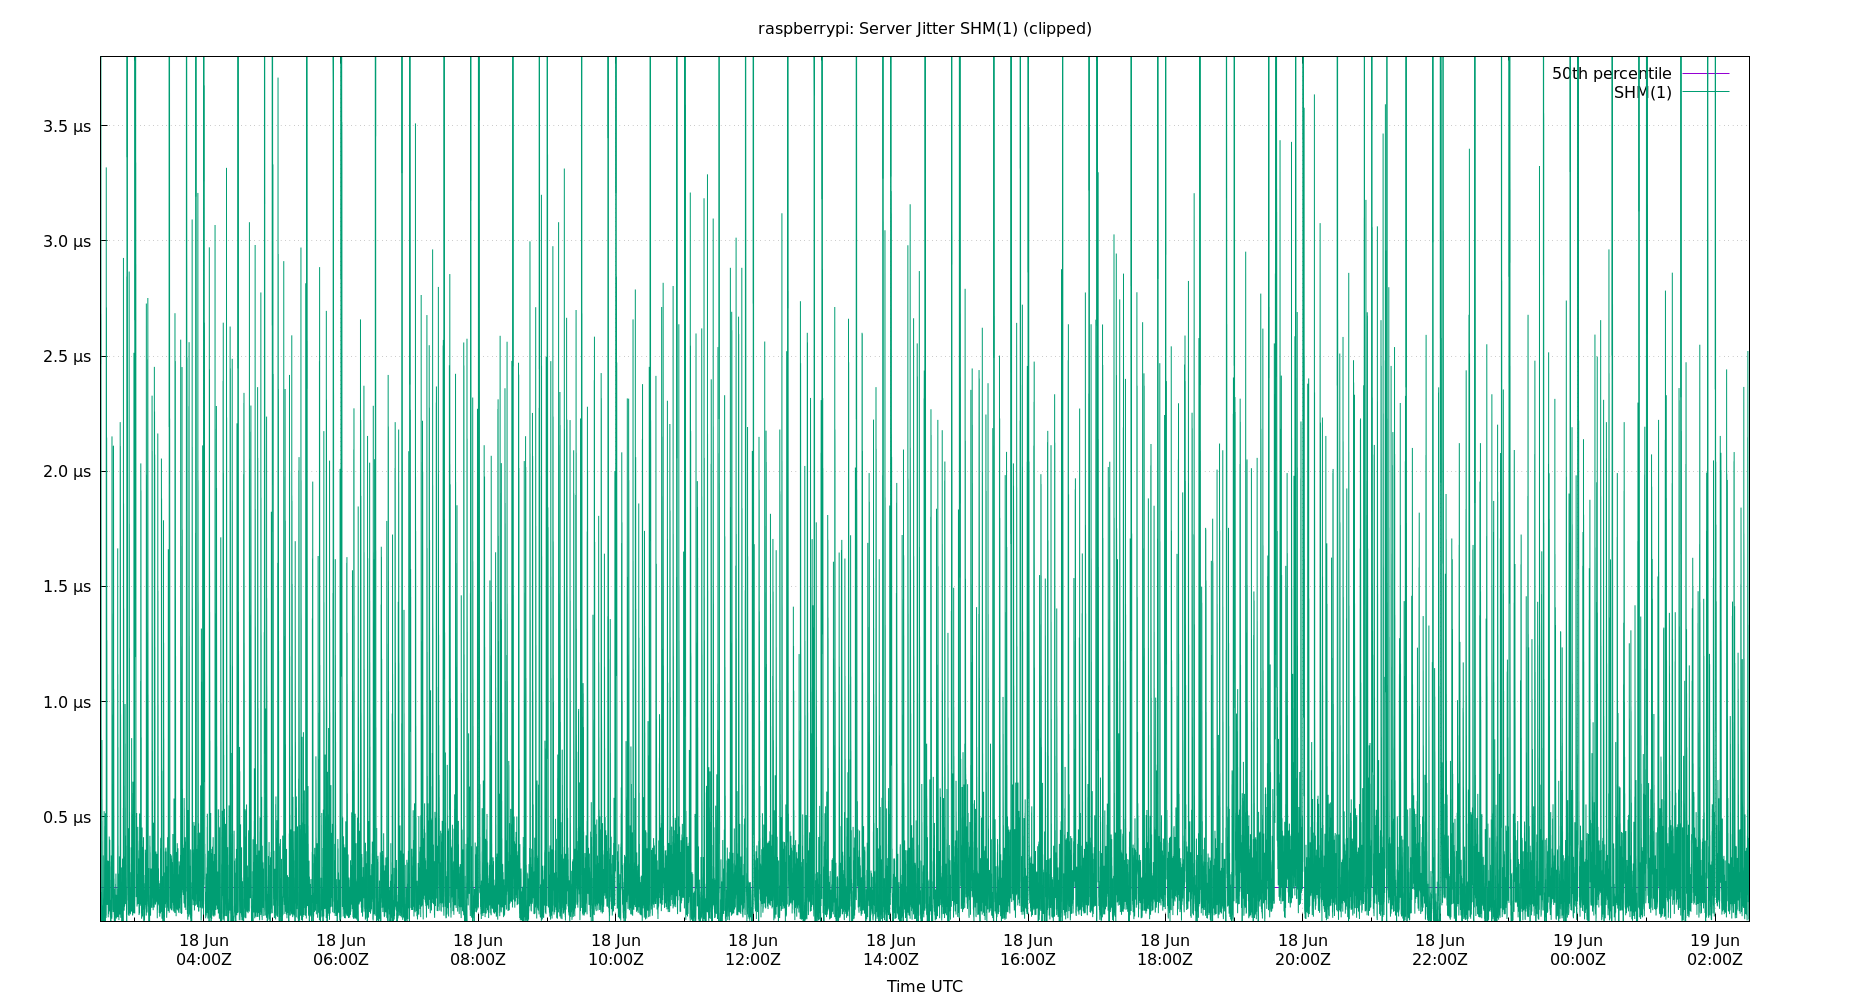 raspberrypi: Server Jitter SHM(1) (clipped)
50th percentile
SHM(1)
3.5 µs
3.0 µs
2.5 µs
2.0 µs
1.5 µs
1.0 µs
0.5 µs
18 Jun 18 Jun 18 Jun 18 Jun 18 Jun 18 Jun 18 Jun 18 Jun 18 Jun 18 Jun 19 Jun 19 Jun
04:00Z 06:00Z 08:00Z 10:00Z 12:00Z 14:00Z 16:00Z 18:00Z 20:00Z 22:00Z 00:00Z 02:00Z
Time UTC